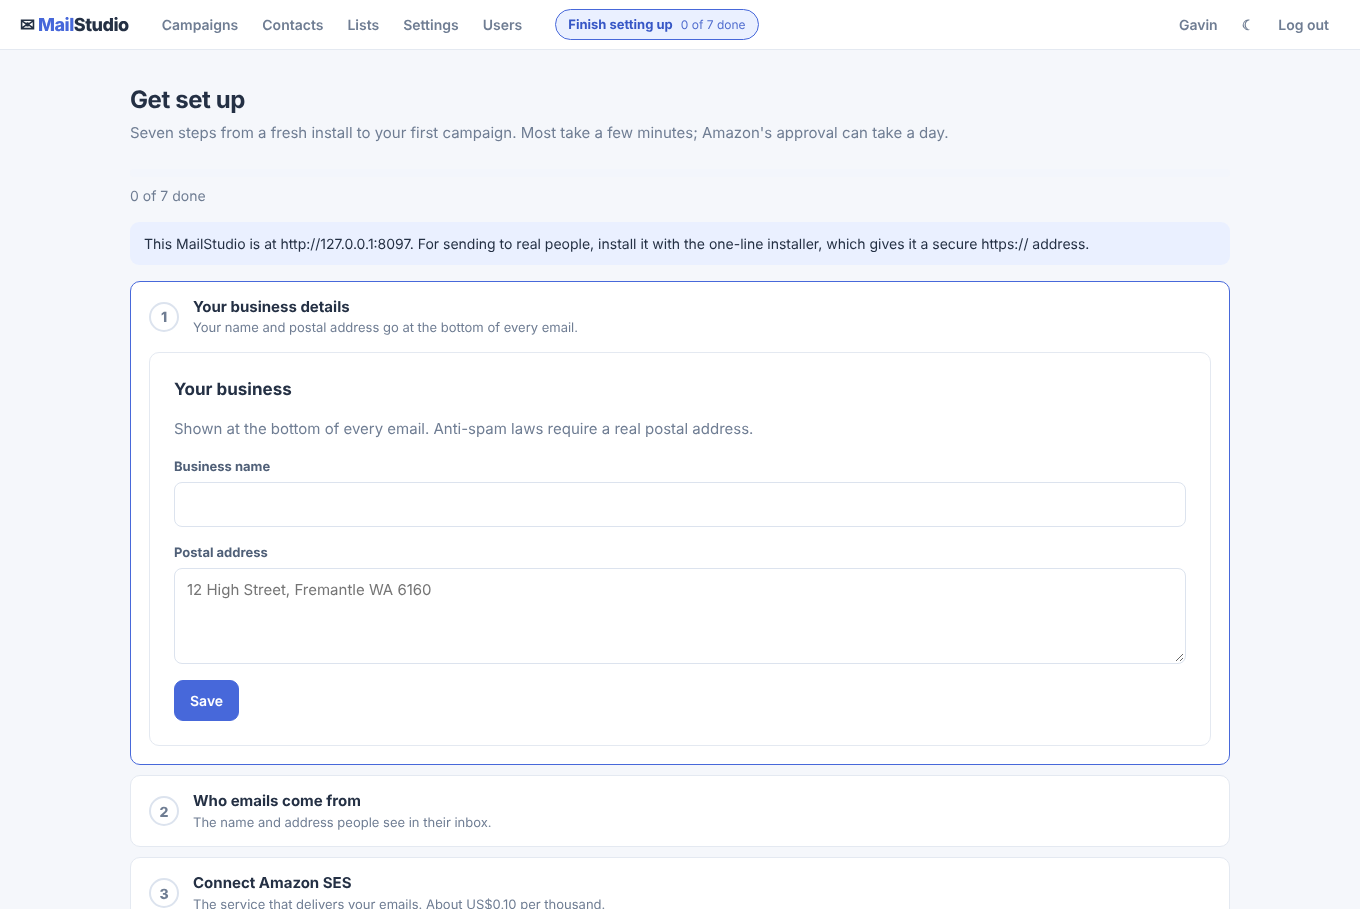 ✉ MailStudio Campaigns Contacts Lists Settings Users Finish setting up 0 of 7 done Gavin ☾ Log out
Get set up
Seven steps from a fresh install to your first campaign. Most take a few minutes; Amazon's approval can take a day.
0 of 7 done
This MailStudio is at http://127.0.0.1:8097. For sending to real people, install it with the one-line installer, which gives it a secure https:// address.
1
Your business details
Your name and postal address go at the bottom of every email.
Your business
Shown at the bottom of every email. Anti-spam laws require a real postal address.
Business name
Postal address
12 High Street, Fremantle WA 6160
Save
2
Who emails come from
The name and address people see in their inbox.
3
Connect Amazon SES
The service that delivers your emails. About US$0.10 per thousand.